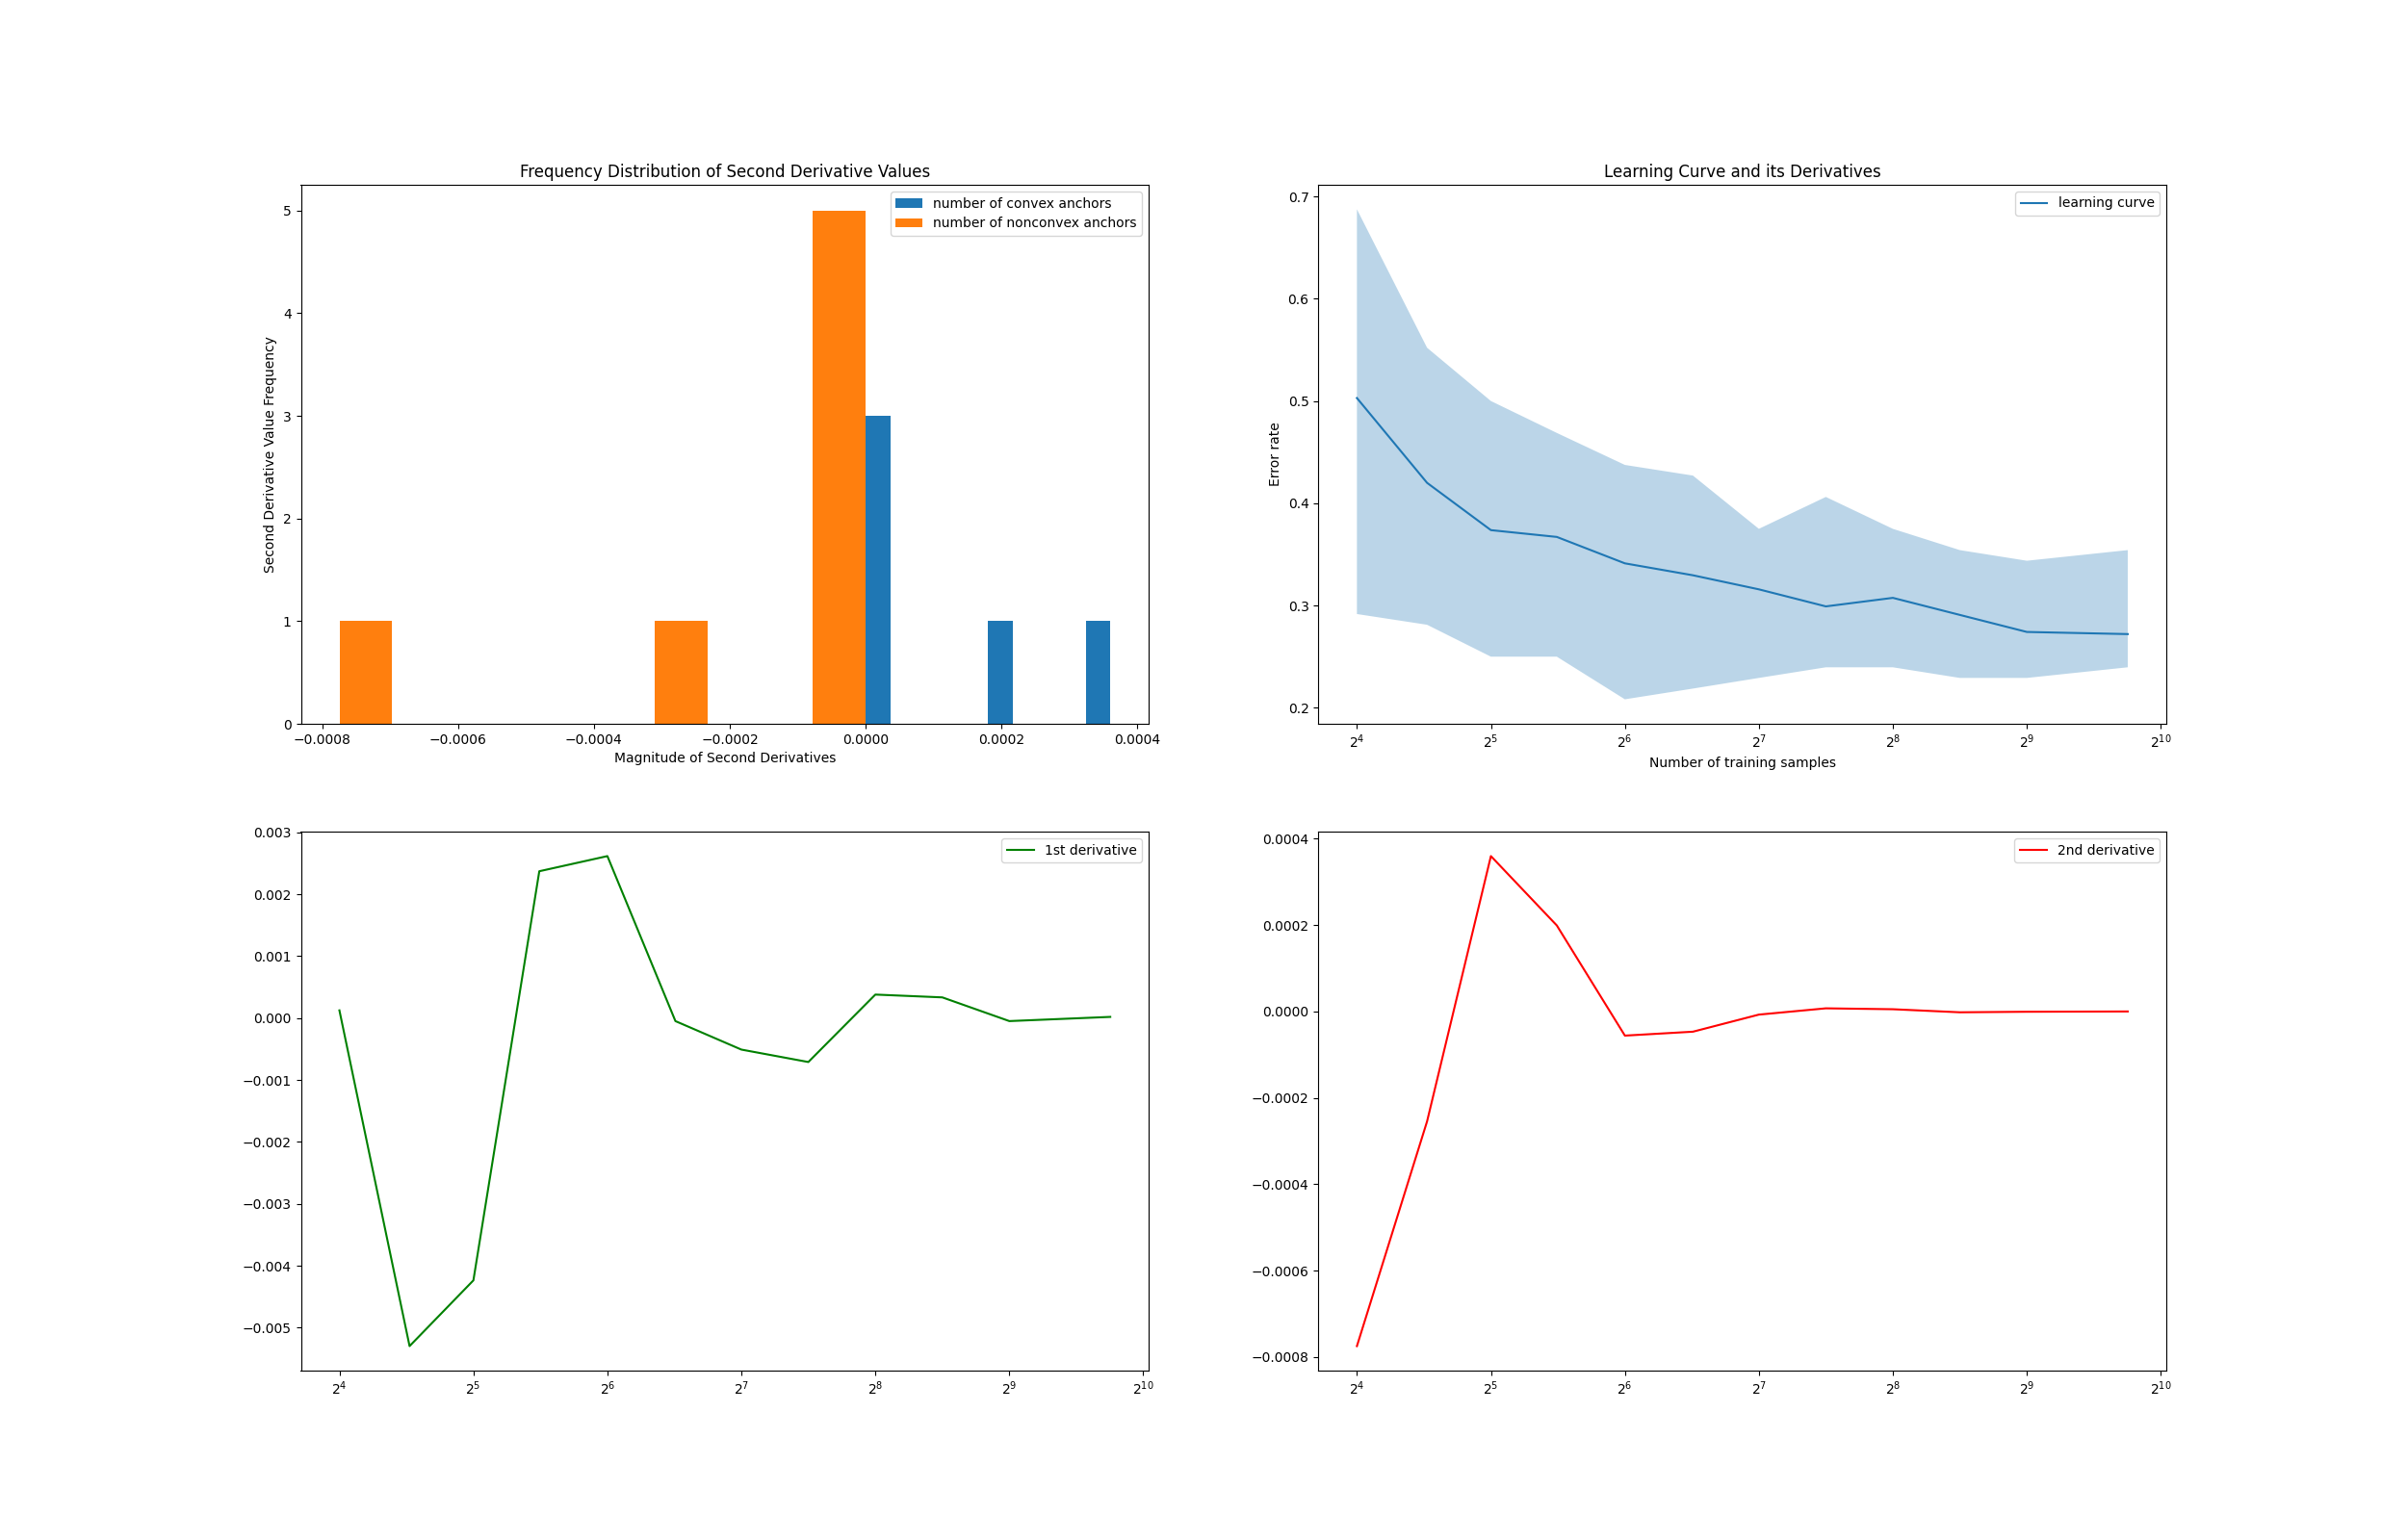 Frequency Distribution of Second Derivative Values
number of convex anchors
number of nonconvex anchors
5
4
3
2
1
0
Second Derivative Value Frequency
−0.0008 −0.0006 −0.0004 −0.0002 0.0000 0.0002 0.0004
Magnitude of Second Derivatives
Learning Curve and its Derivatives
learning curve
0.7
0.6
0.5
0.4
0.3
0.2
Error rate
2⁴ 2⁵ 2⁶ 2⁷ 2⁸ 2⁹ 2¹⁰
Number of training samples
1st derivative
0.003
0.002
0.001
0.000
−0.001
−0.002
−0.003
−0.004
−0.005
2⁴ 2⁵ 2⁶ 2⁷ 2⁸ 2⁹ 2¹⁰
2nd derivative
0.0004
0.0002
0.0000
−0.0002
−0.0004
−0.0006
−0.0008
2⁴ 2⁵ 2⁶ 2⁷ 2⁸ 2⁹ 2¹⁰